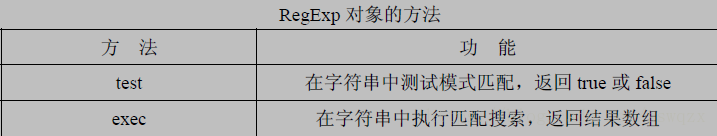 RegExp 对象的方法
方 法 功 能
test 在字符串中测试模式匹配，返回 true 或 false
exec 在字符串中执行匹配搜索，返回结果数组